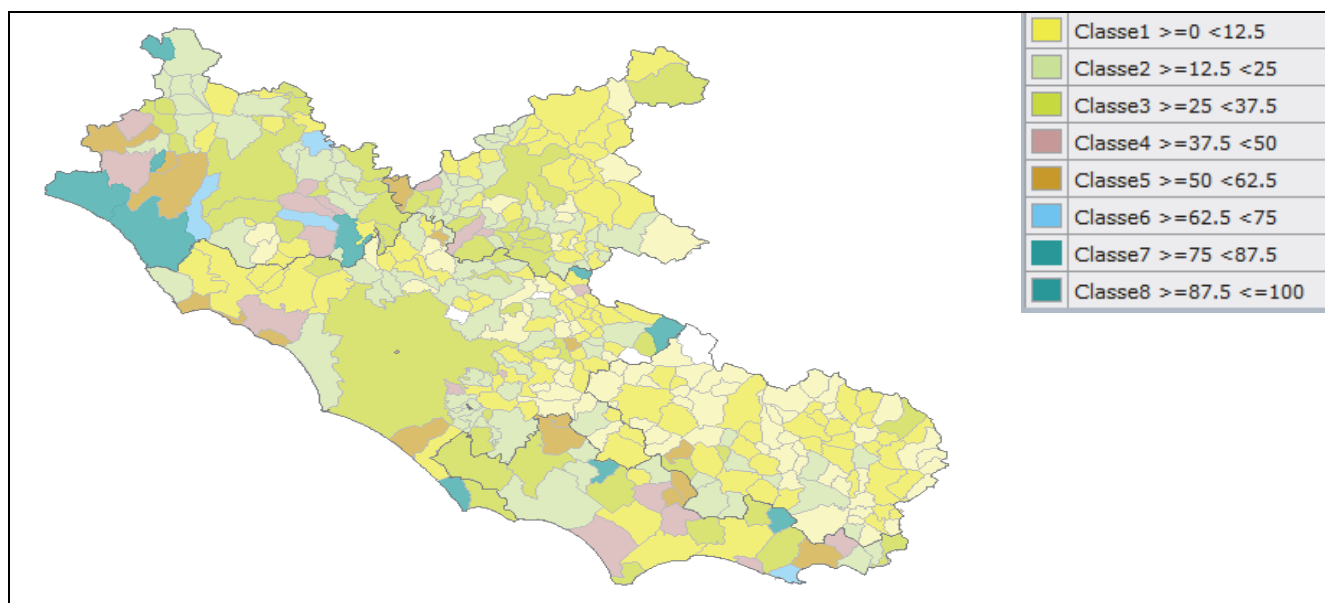 Classe1 >=0 <12.5
Classe2 >=12.5 <25
Classe3 >=25 <37.5
Classe4 >=37.5 <50
Classe5 >=50 <62.5
Classe6 >=62.5 <75
Classe7 >=75 <87.5
Classe8 >=87.5 <=100